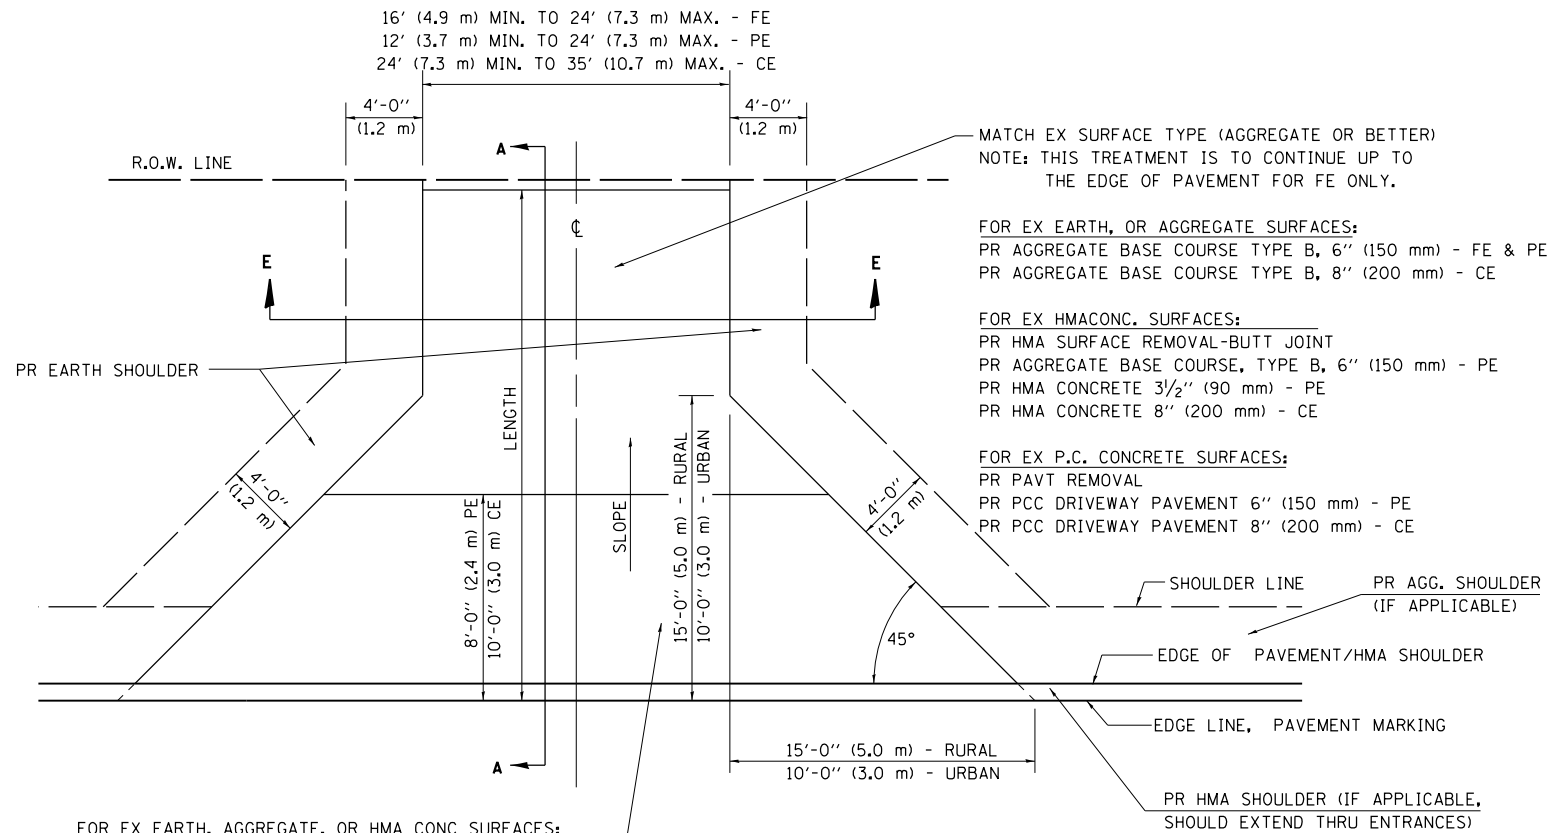 16' (4.9 m) MIN. TO 24' (7.3 m) MAX. - FE
12' (3.7 m) MIN. TO 24' (7.3 m) MAX. - PE
24' (7.3 m) MIN. TO 35' (10.7 m) MAX. - CE
4'-0"
(1.2 m)
4'-0"
(1.2 m)
R.O.W. LINE
A
℄
MATCH EX SURFACE TYPE (AGGREGATE OR BETTER)
NOTE: THIS TREATMENT IS TO CONTINUE UP TO
THE EDGE OF PAVEMENT FOR FE ONLY.
FOR EX EARTH, OR AGGREGATE SURFACES:
PR AGGREGATE BASE COURSE TYPE B, 6" (150 mm) - FE & PE
PR AGGREGATE BASE COURSE TYPE B, 8" (200 mm) - CE
E
E
FOR EX HMACONC. SURFACES:
PR HMA SURFACE REMOVAL-BUTT JOINT
PR AGGREGATE BASE COURSE, TYPE B, 6" (150 mm) - PE
PR HMA CONCRETE 3½" (90 mm) - PE
PR HMA CONCRETE 8" (200 mm) - CE
PR EARTH SHOULDER
FOR EX P.C. CONCRETE SURFACES:
PR PAVT REMOVAL
PR PCC DRIVEWAY PAVEMENT 6" (150 mm) - PE
PR PCC DRIVEWAY PAVEMENT 8" (200 mm) - CE
4'-0"
(1.2 m)
LENGTH
8'-0" (2.4 m) PE
10'-0" (3.0 m) CE
SLOPE
15'-0" (5.0 m) - RURAL
10'-0" (3.0 m) - URBAN
4'-0"
(1.2 m)
45°
SHOULDER LINE
PR AGG. SHOULDER
(IF APPLICABLE)
EDGE OF PAVEMENT/HMA SHOULDER
EDGE LINE, PAVEMENT MARKING
15'-0" (5.0 m) - RURAL
10'-0" (3.0 m) - URBAN
A
PR HMA SHOULDER (IF APPLICABLE,
SHOULD EXTEND THRU ENTRANCES)
FOR EX EARTH, AGGREGATE, OR HMA CONC SURFACES: